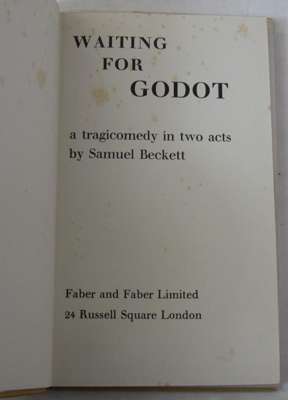 WAITING
FOR
GODOT
a tragicomedy in two acts
by Samuel Beckett
Faber and Faber Limited
24 Russell Square London